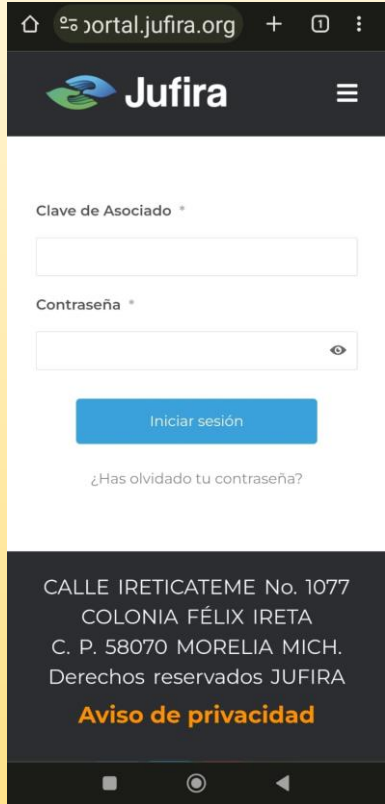 portal.jufira.org
1
Jufira
Clave de Asociado *
Contraseña *
Iniciar sesión
¿Has olvidado tu contraseña?
CALLE IRETICATEME No. 1077
COLONIA FÉLIX IRETA
C. P. 58070 MORELIA MICH.
Derechos reservados JUFIRA
Aviso de privacidad